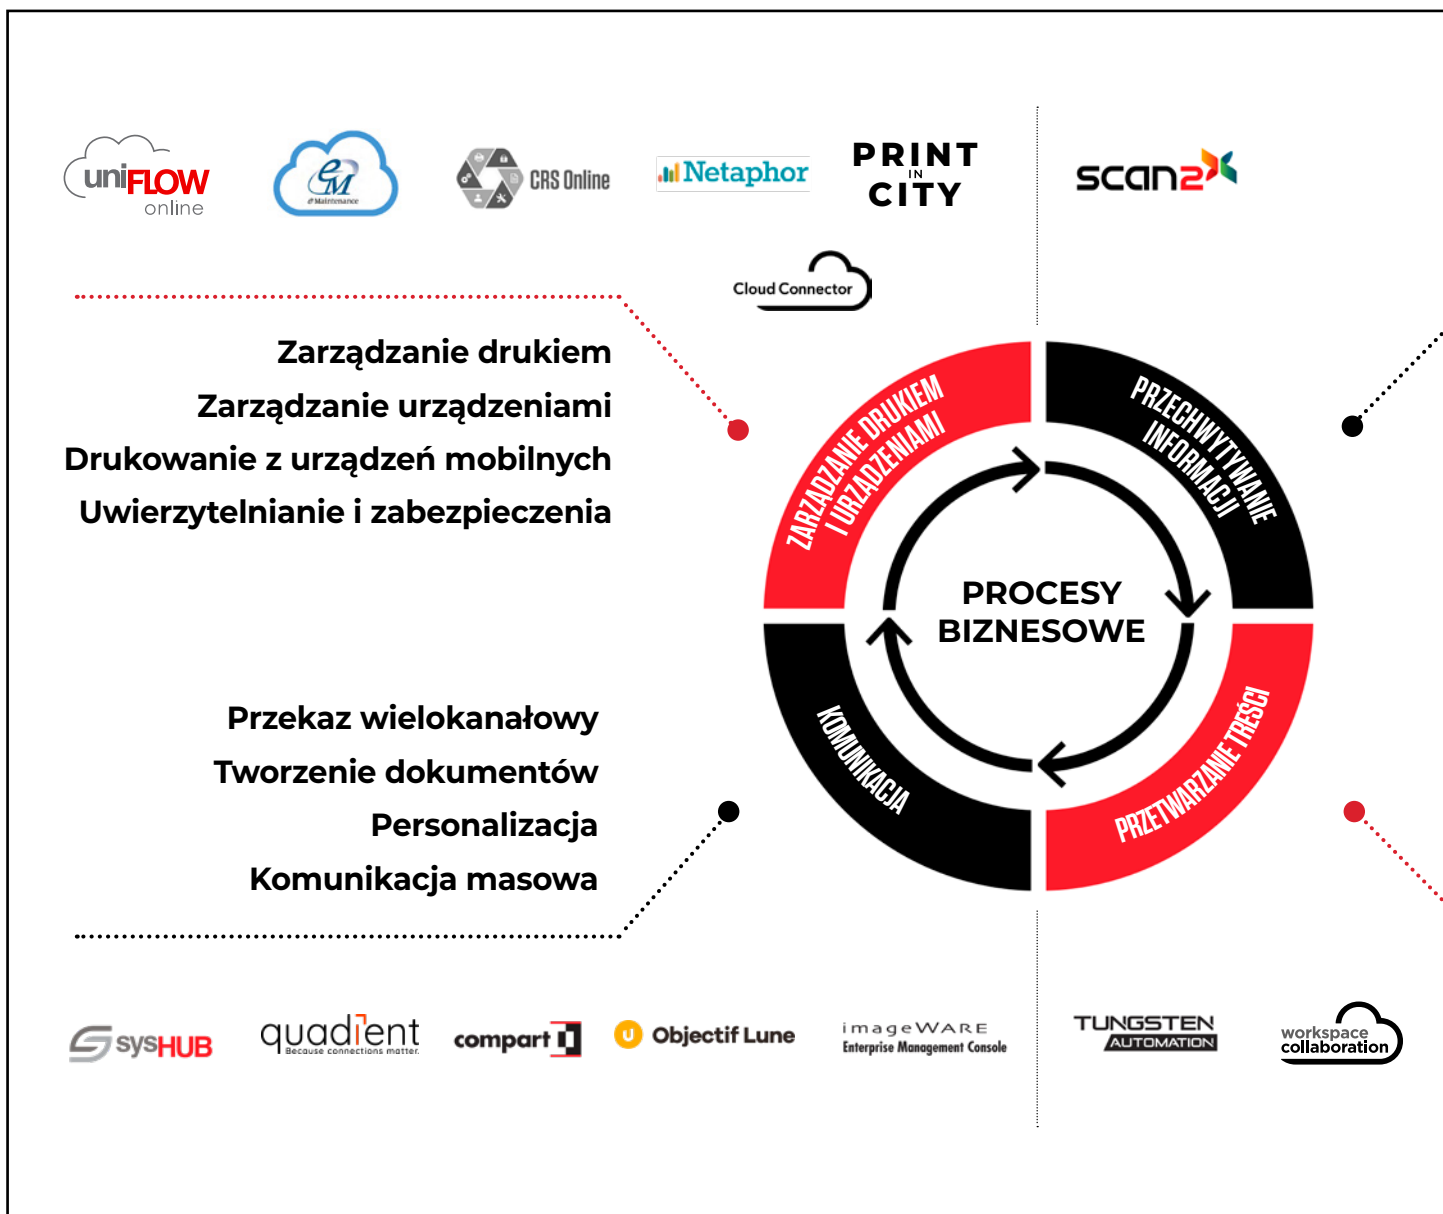 uniFLOW
online
eM
e-Maintenance
CRS Online
Netaphor
PRINT
IN
CITY
scan2x
Cloud Connector
Zarządzanie drukiem
Zarządzanie urządzeniami
Drukowanie z urządzeń mobilnych
Uwierzytelnianie i zabezpieczenia
ZARZĄDZANIE DRUKIEM
I URZĄDZENIAMI
PRZECHWYTYWANIE
INFORMACJI
PROCESY
BIZNESOWE
KOMUNIKACJA
PRZETWARZANIE TREŚCI
Przekaz wielokanałowy
Tworzenie dokumentów
Personalizacja
Komunikacja masowa
sysHUB
quadient
Because connections matter.
compart
Objectif Lune
imageWARE
Enterprise Management Console
TUNGSTEN
AUTOMATION
workspace
collaboration